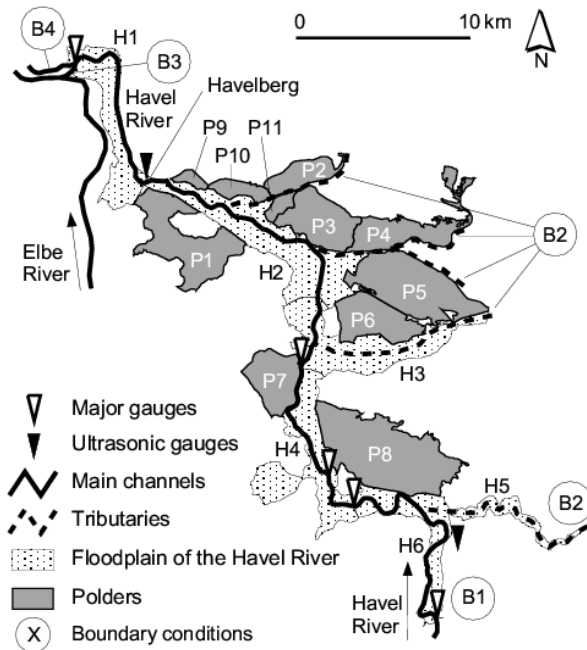 B4
H1
B3
0
10 km
N
Havel
River
Havelberg
P9
P10
P11
P2
P3
P4
B2
P1
Elbe
River
H2
P5
P6
H3
P7
Major gauges
Ultrasonic gauges
Main channels
Tributaries
Floodplain of the Havel River
Polders
X
Boundary conditions
H4
P8
H5
B2
H6
Havel
River
B1